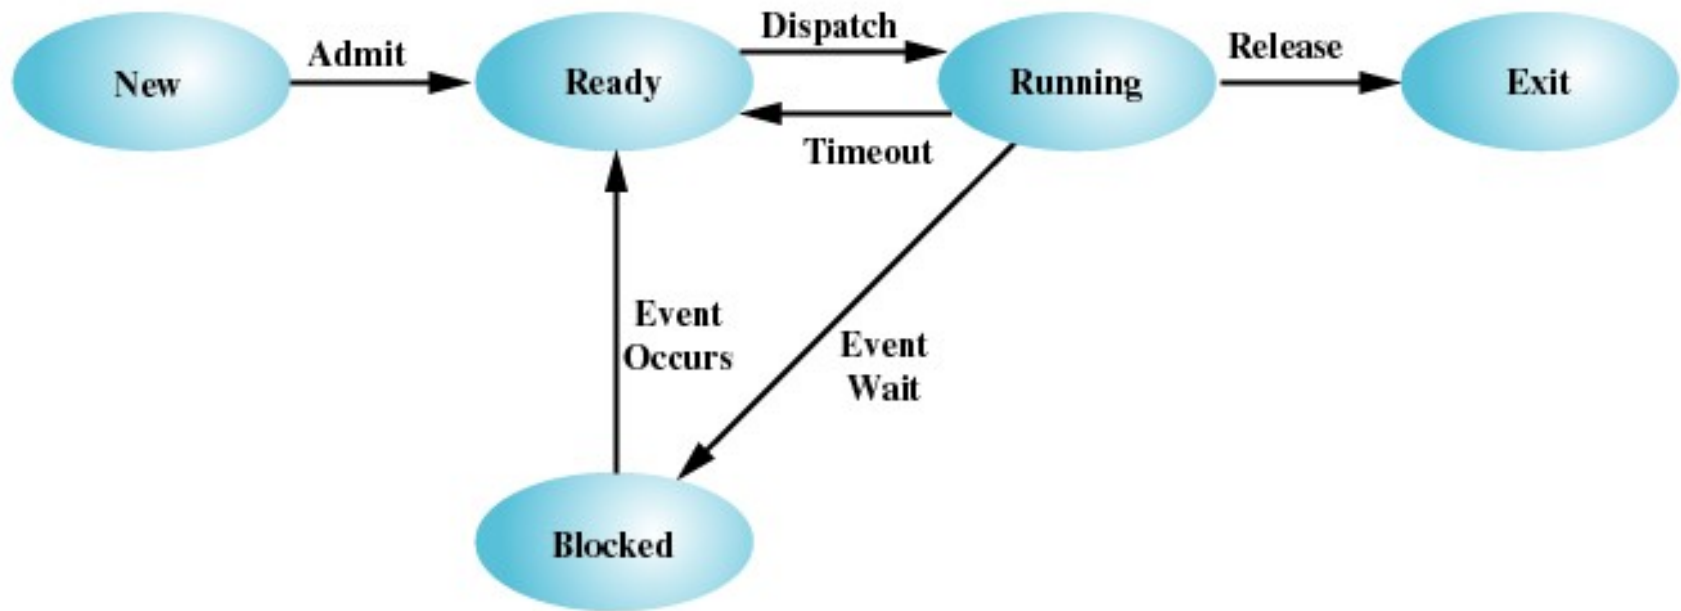 Admit
Dispatch
Release
New
Ready
Running
Exit
Timeout
Event
Occurs
Event
Wait
Blocked